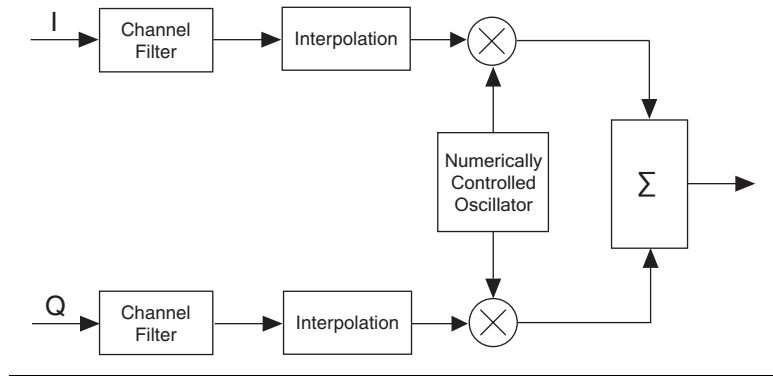 I
Channel
Filter
Interpolation
Numerically
Controlled
Oscillator
Σ
Q
Channel
Filter
Interpolation